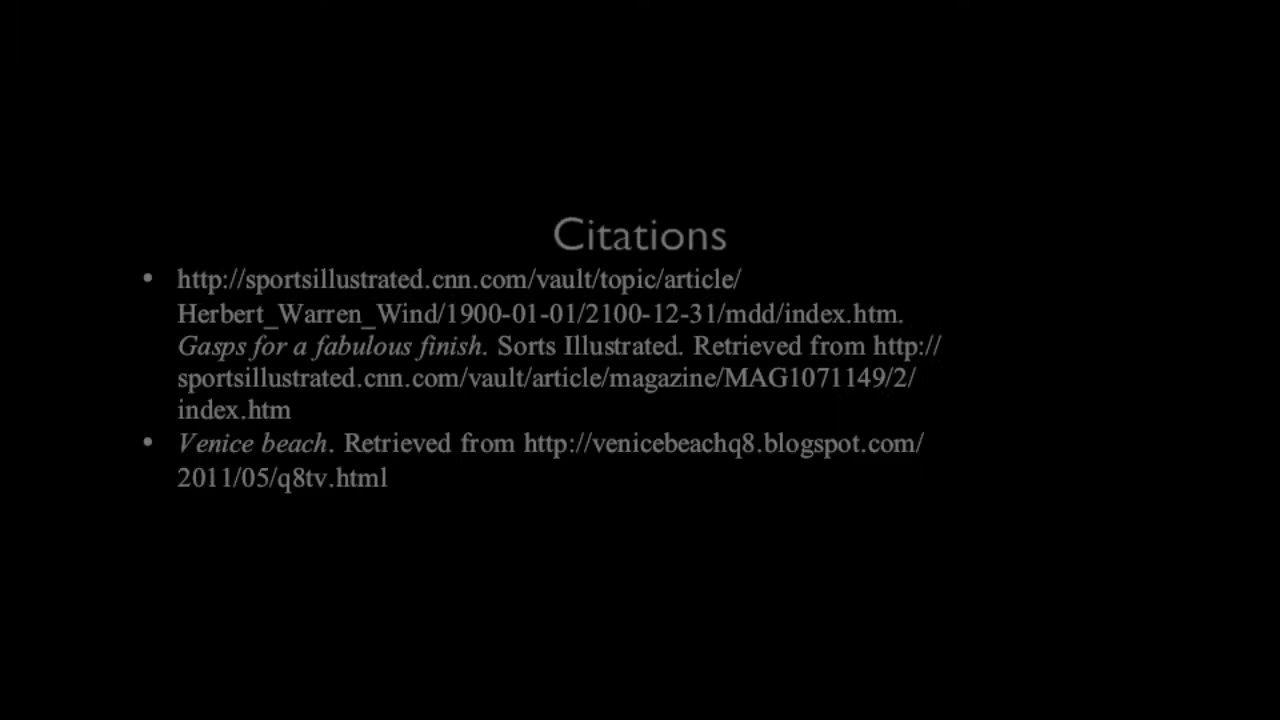 Citations
• http://sportsillustrated.cnn.com/vault/topic/article/
Herbert_Warren_Wind/1900-01-01/2100-12-31/mdd/index.htm.
Gasps for a fabulous finish. Sorts Illustrated. Retrieved from http://
sportsillustrated.cnn.com/vault/article/magazine/MAG1071149/2/
index.htm
• Venice beach. Retrieved from http://venicebeachq8.blogspot.com/
2011/05/q8tv.html